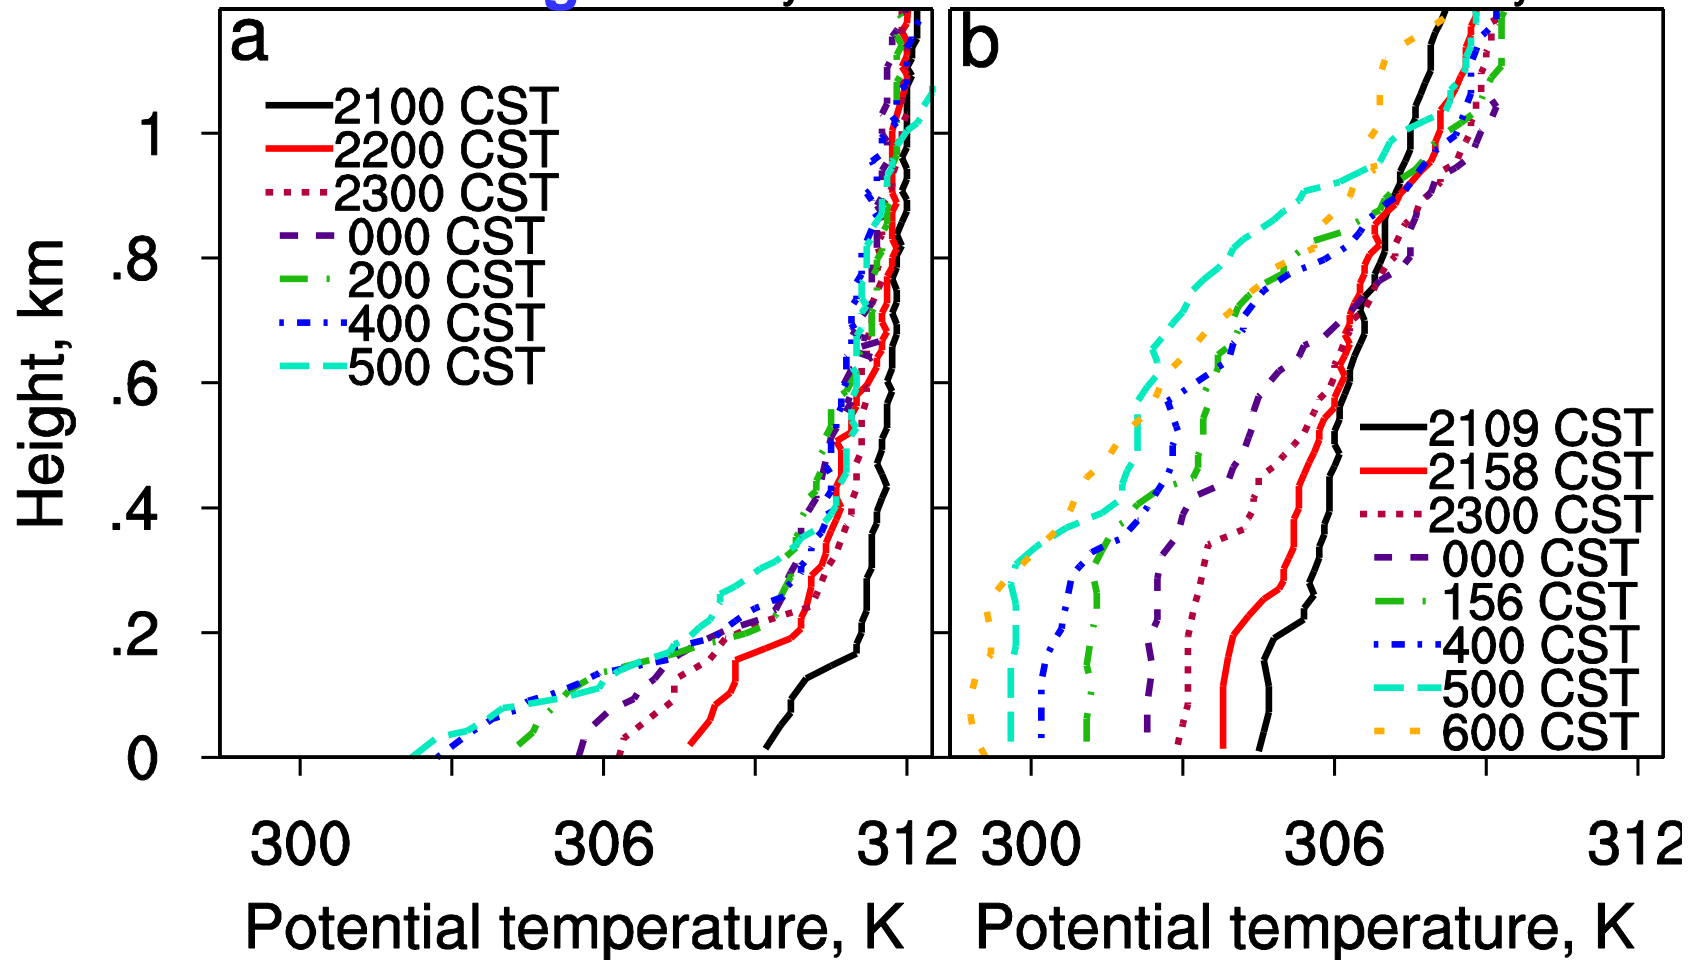 a
2100 CST
2200 CST
2300 CST
000 CST
200 CST
400 CST
500 CST
b
2109 CST
2158 CST
2300 CST
000 CST
156 CST
400 CST
500 CST
600 CST
Height, km
1
.8
.6
.4
.2
0
300 306 312
300 306 312
Potential temperature, K
Potential temperature, K